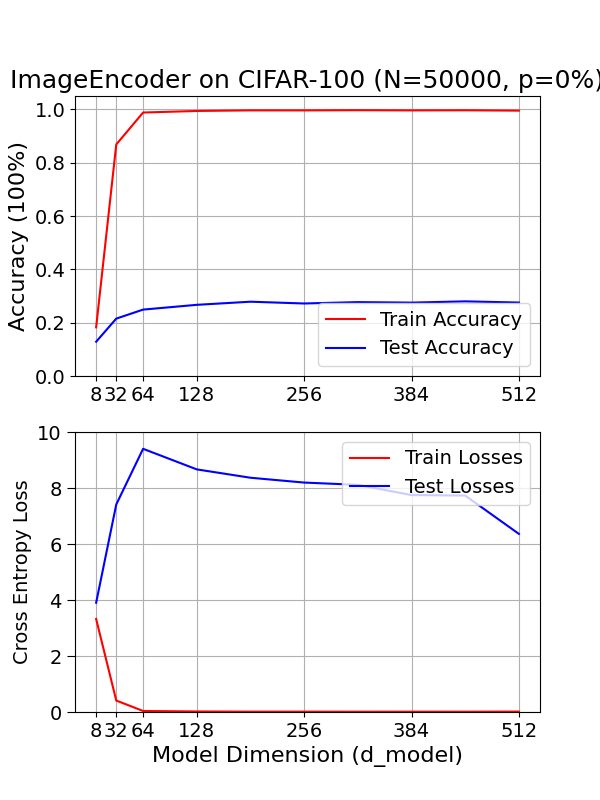 ImageEncoder on CIFAR-100 (N=50000, p=0%)
Accuracy (100%)
1.0
0.8
0.6
0.4
0.2
0.0
Train Accuracy
Test Accuracy
8 32 64 128 256 384 512
Cross Entropy Loss
10
8
6
4
2
0
Train Losses
Test Losses
8 32 64 128 256 384 512
Model Dimension (d_model)